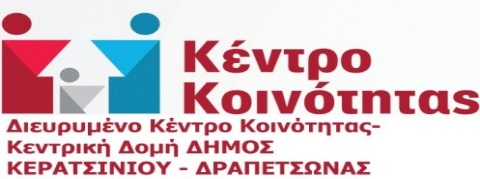 Κέντρο
Κοινότητας
Διευρυμένο Κέντρο Κοινότητας-
Κεντρική Δομή ΔΗΜΟΣ
ΚΕΡΑΤΣΙΝΙΟΥ - ΔΡΑΠΕΤΣΩΝΑΣ